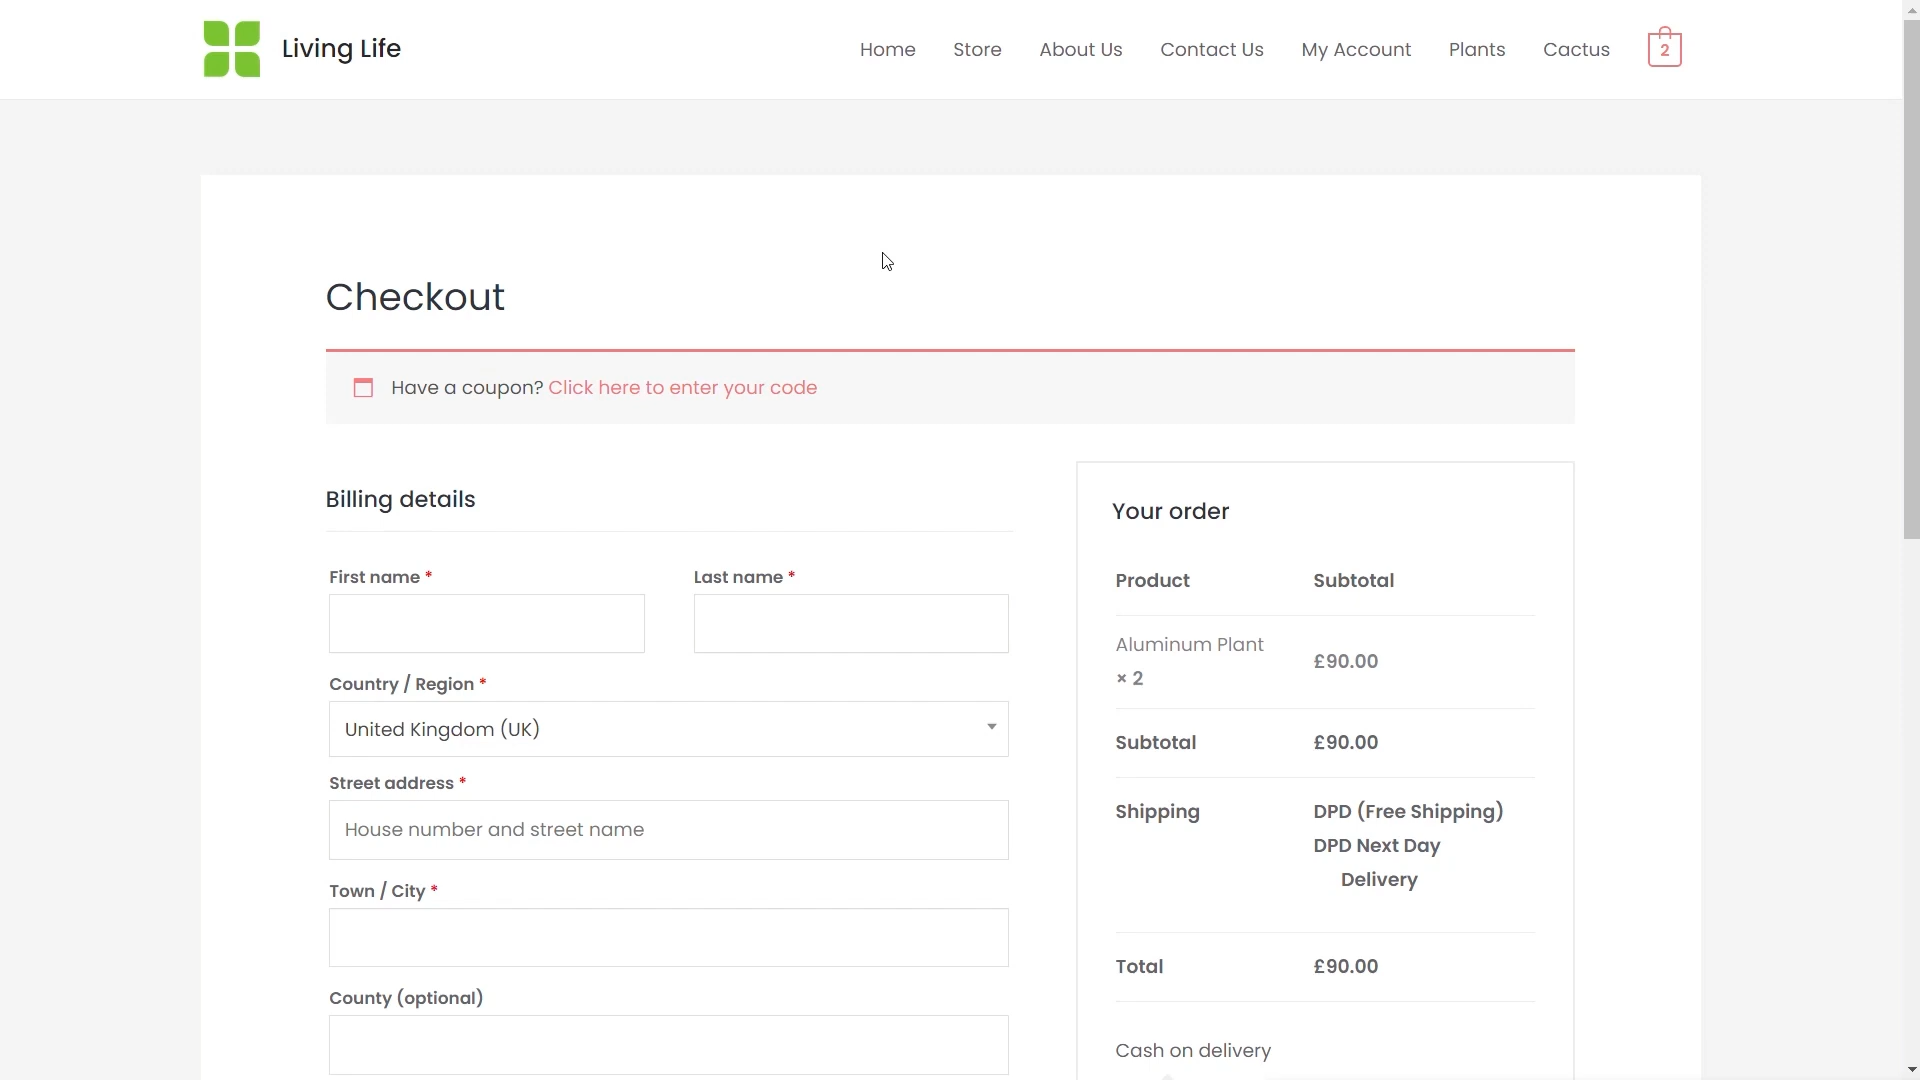 Living Life
Home Store About Us Contact Us My Account Plants Cactus 2
Checkout
Have a coupon? Click here to enter your code
Billing details
First name * Last name *
Country / Region *
United Kingdom (UK)
Street address *
House number and street name
Town / City *
County (optional)
Your order
Product Subtotal
Aluminum Plant
× 2
£90.00
Subtotal £90.00
Shipping DPD (Free Shipping)
DPD Next Day
Delivery
Total £90.00
Cash on delivery